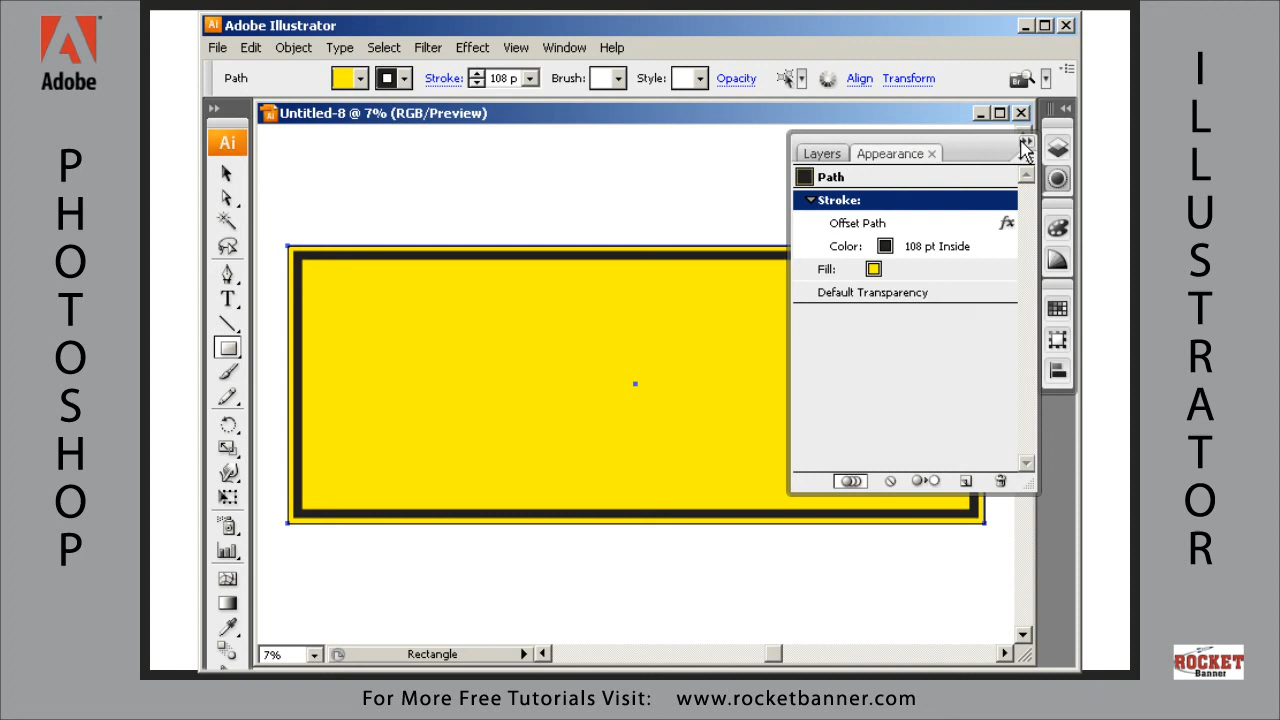 Adobe
PHOTOSHOP
Ai Adobe Illustrator
File Edit Object Type Select Filter Effect View Window Help
Path Stroke: 108 p Brush: Style: Opacity Align Transform
Untitled-8 @ 7% (RGB/Preview)
Ai
Layers Appearance
Path
Stroke:
Offset Path fx
Color: 108 pt Inside
Fill:
Default Transparency
T
7% Rectangle
ILLUSTRATOR
ROCKET
Banner
For More Free Tutorials Visit: www.rocketbanner.com